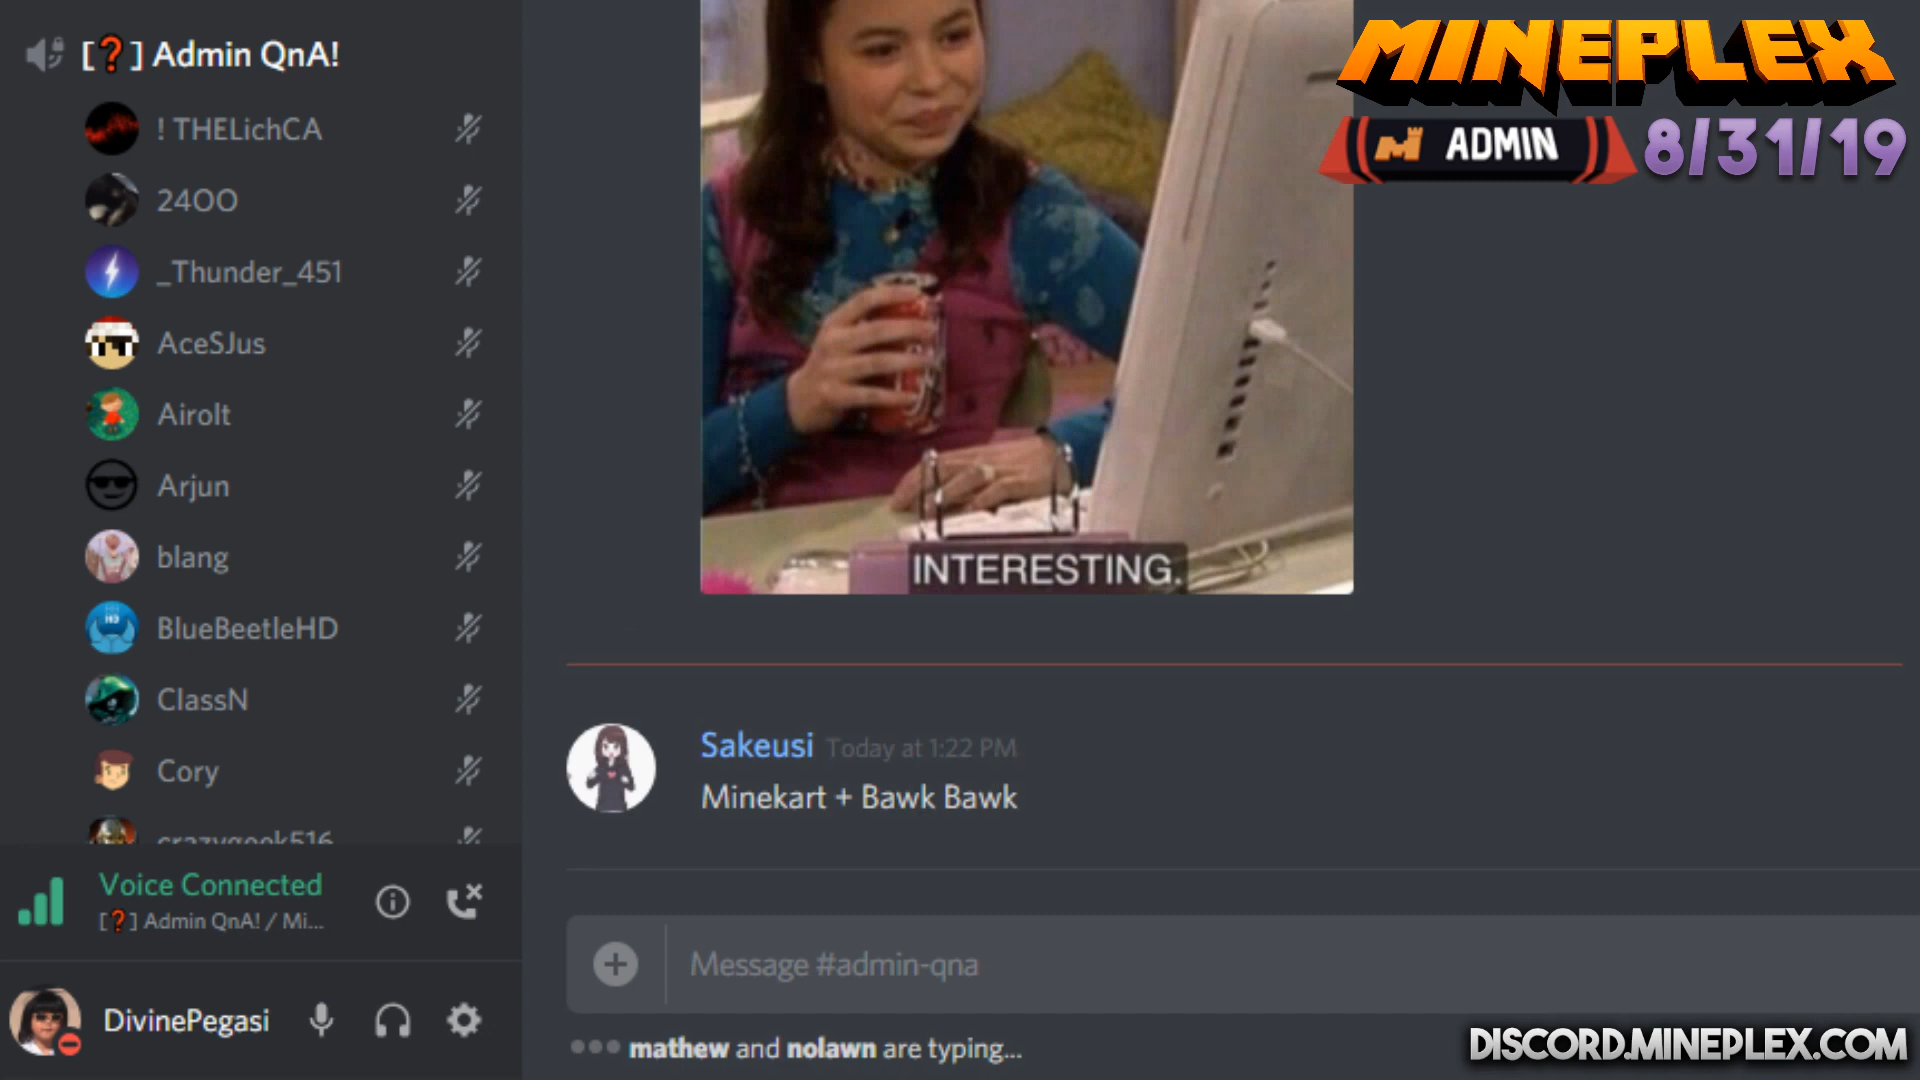 [❓] Admin QnA!
! THELichCA
24OO
_Thunder_451
AceSJus
Airolt
Arjun
blang
BlueBeetleHD
ClassN
Cory
crazygeek516
Voice Connected
[❓] Admin QnA! / Mi...
DivinePegasi
INTERESTING.
Sakeusi Today at 1:22 PM
Minekart + Bawk Bawk
Message #admin-qna
mathew and nolawn are typing...
MINEPLEX
ADMIN 8/31/19
DISCORD.MINEPLEX.COM